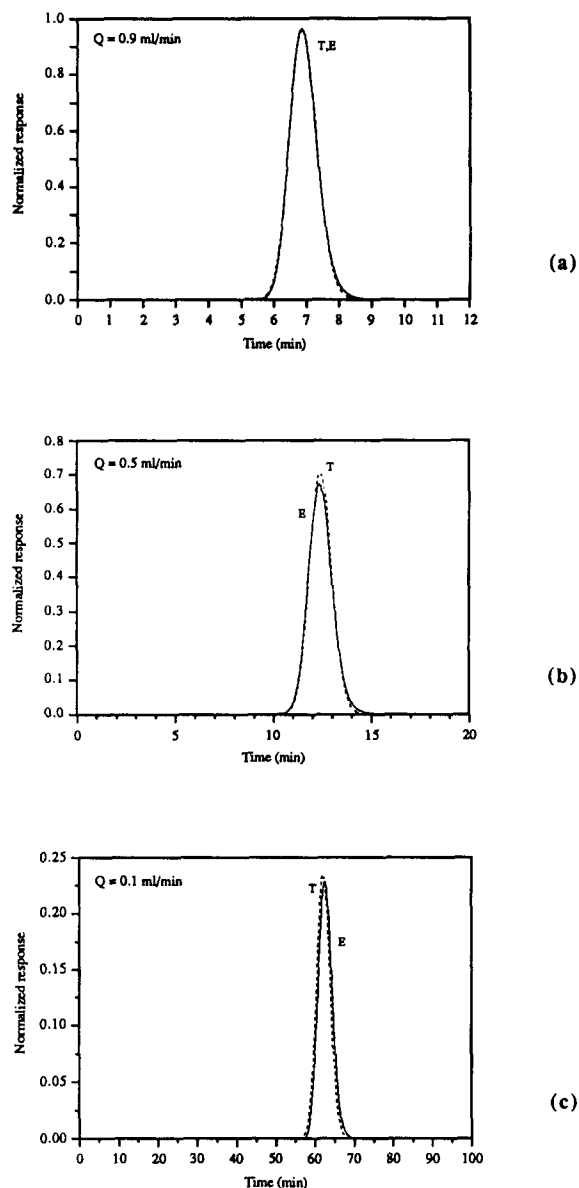 Q = 0.9 ml/min
T,E
Normalized response
1.0
0.8
0.6
0.4
0.2
0.0
0 1 2 3 4 5 6 7 8 9 10 11 12
Time (min)
(a)
Q = 0.5 ml/min
T
E
Normalized response
0.8
0.7
0.6
0.5
0.4
0.3
0.2
0.1
0.0
0 5 10 15 20
Time (min)
(b)
Q = 0.1 ml/min
T
E
Normalized response
0.25
0.20
0.15
0.10
0.05
0.00
0 10 20 30 40 50 60 70 80 90 100
Time (min)
(c)